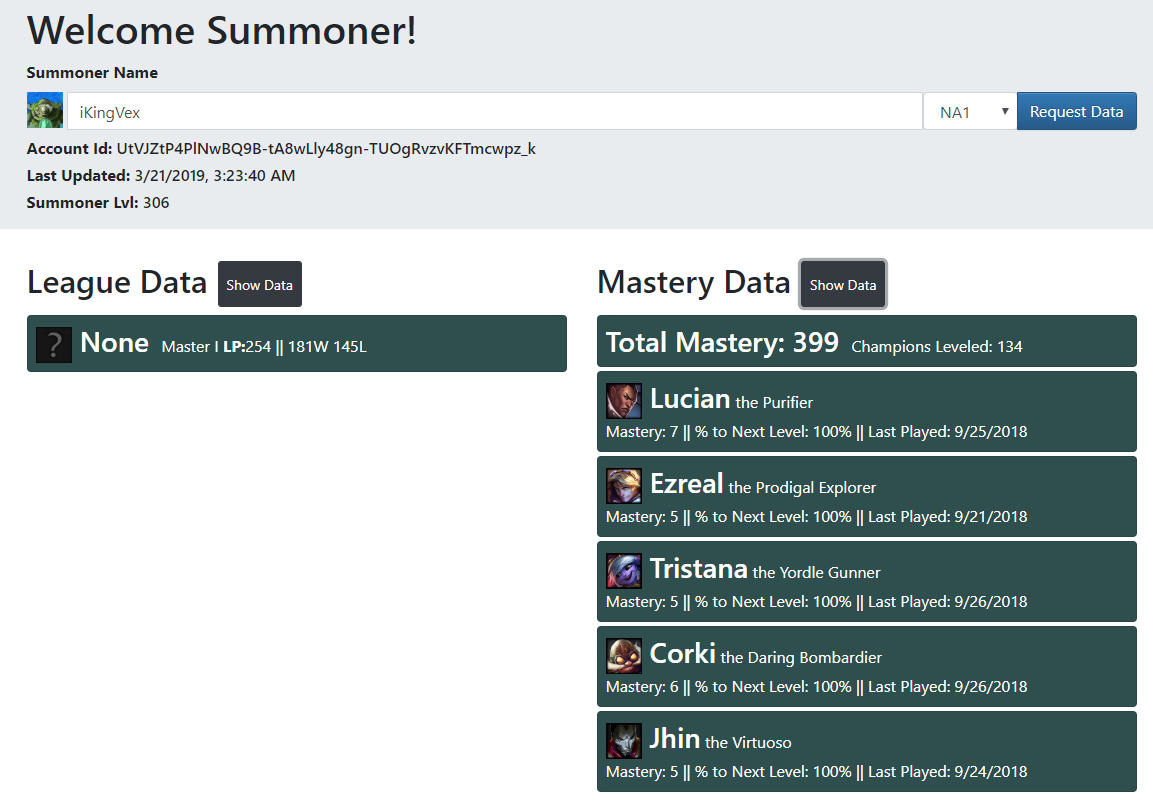 Welcome Summoner!
Summoner Name
iKingVex
NA1
Request Data
Account Id: UtVJZtP4PlNwBQ9B-tA8wLly48gn-TUOgRvzvKFTmcwpz_k
Last Updated: 3/21/2019, 3:23:40 AM
Summoner Lvl: 306
League Data
Show Data
None Master I LP:254 || 181W 145L
Mastery Data
Show Data
Total Mastery: 399 Champions Leveled: 134
Lucian the Purifier
Mastery: 7 || % to Next Level: 100% || Last Played: 9/25/2018
Ezreal the Prodigal Explorer
Mastery: 5 || % to Next Level: 100% || Last Played: 9/21/2018
Tristana the Yordle Gunner
Mastery: 5 || % to Next Level: 100% || Last Played: 9/26/2018
Corki the Daring Bombardier
Mastery: 6 || % to Next Level: 100% || Last Played: 9/26/2018
Jhin the Virtuoso
Mastery: 5 || % to Next Level: 100% || Last Played: 9/24/2018